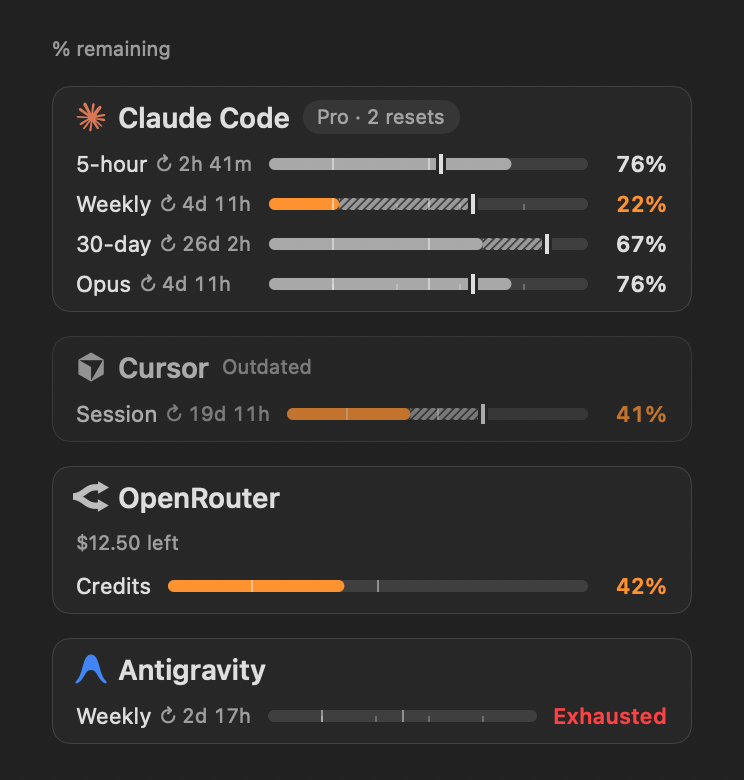 % remaining
Claude Code Pro · 2 resets
5-hour 2h 41m 76%
Weekly 4d 11h 22%
30-day 26d 2h 67%
Opus 4d 11h 76%
Cursor Outdated
Session 19d 11h 41%
OpenRouter
$12.50 left
Credits 42%
Antigravity
Weekly 2d 17h Exhausted